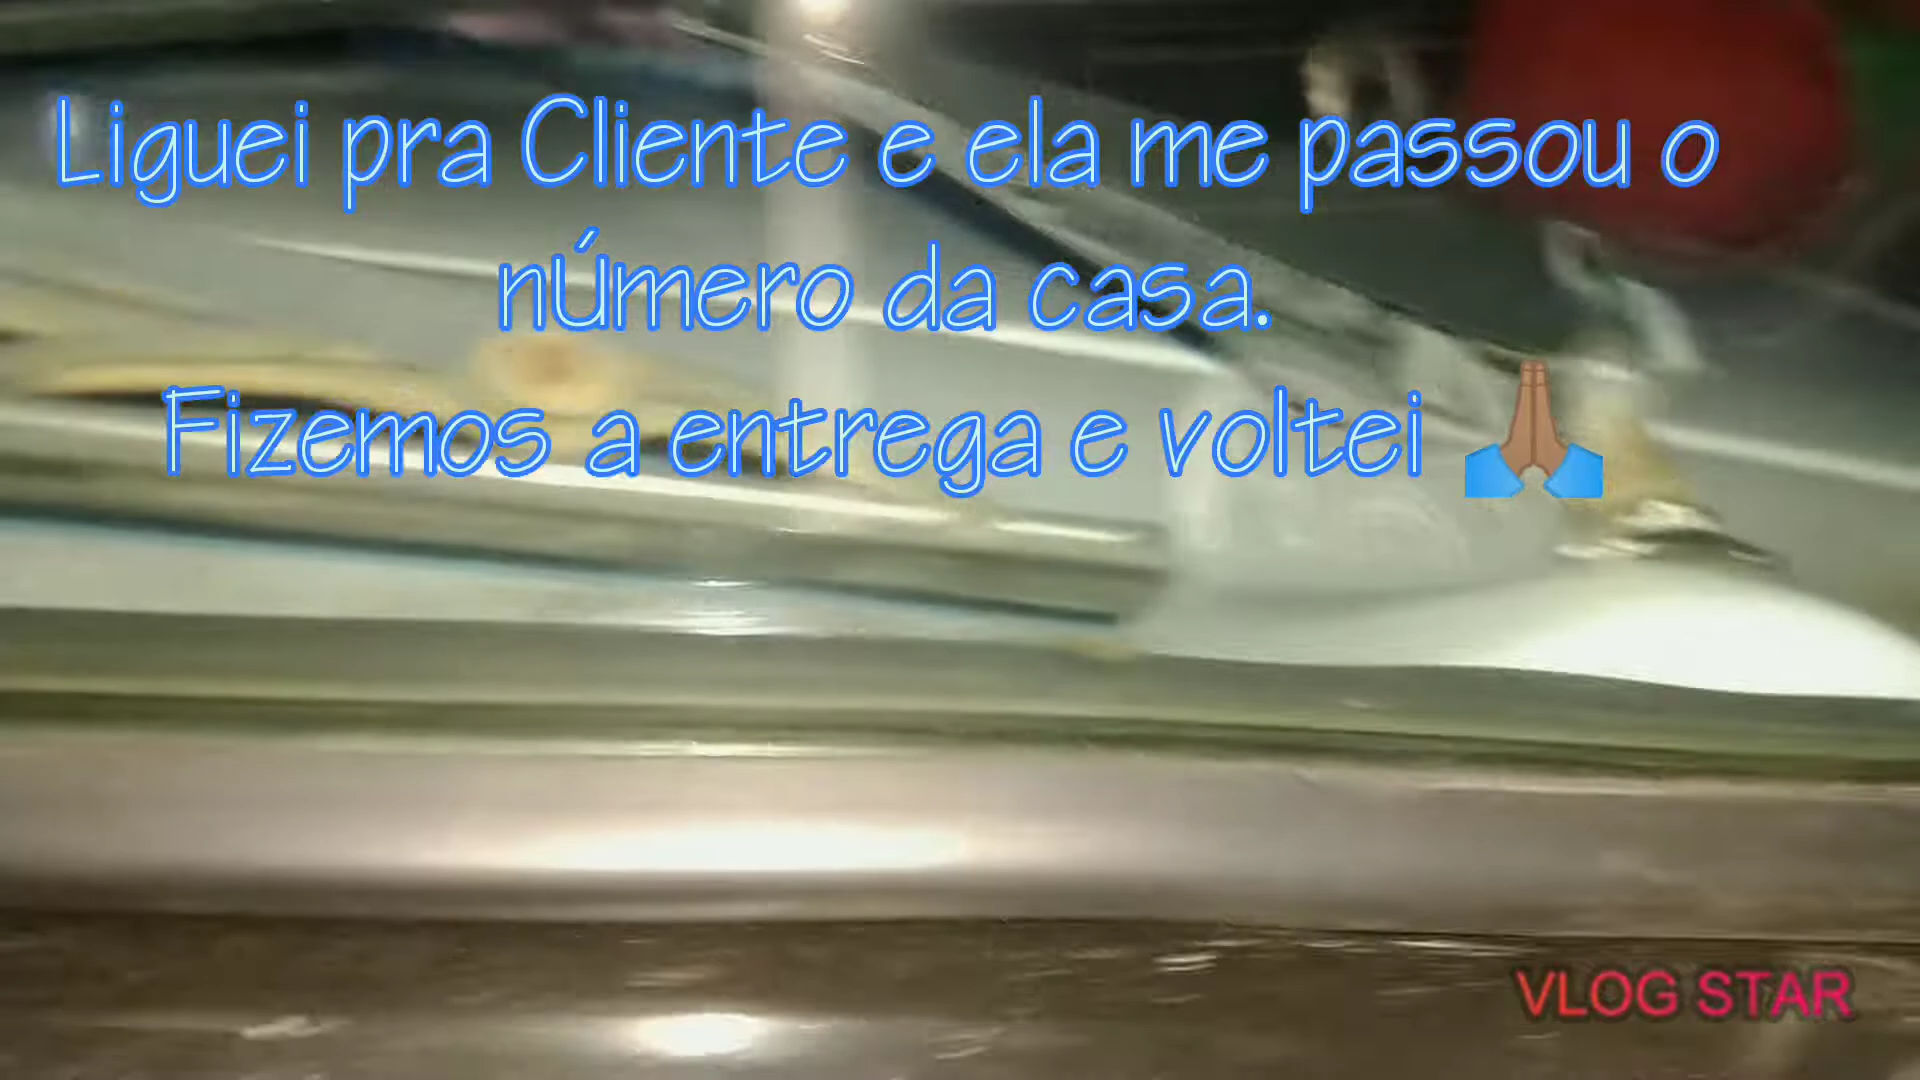 Liguei pra Cliente e ela me passou o
número da casa.
Fizemos a entrega e voltei 🙏🏽
VLOG STAR